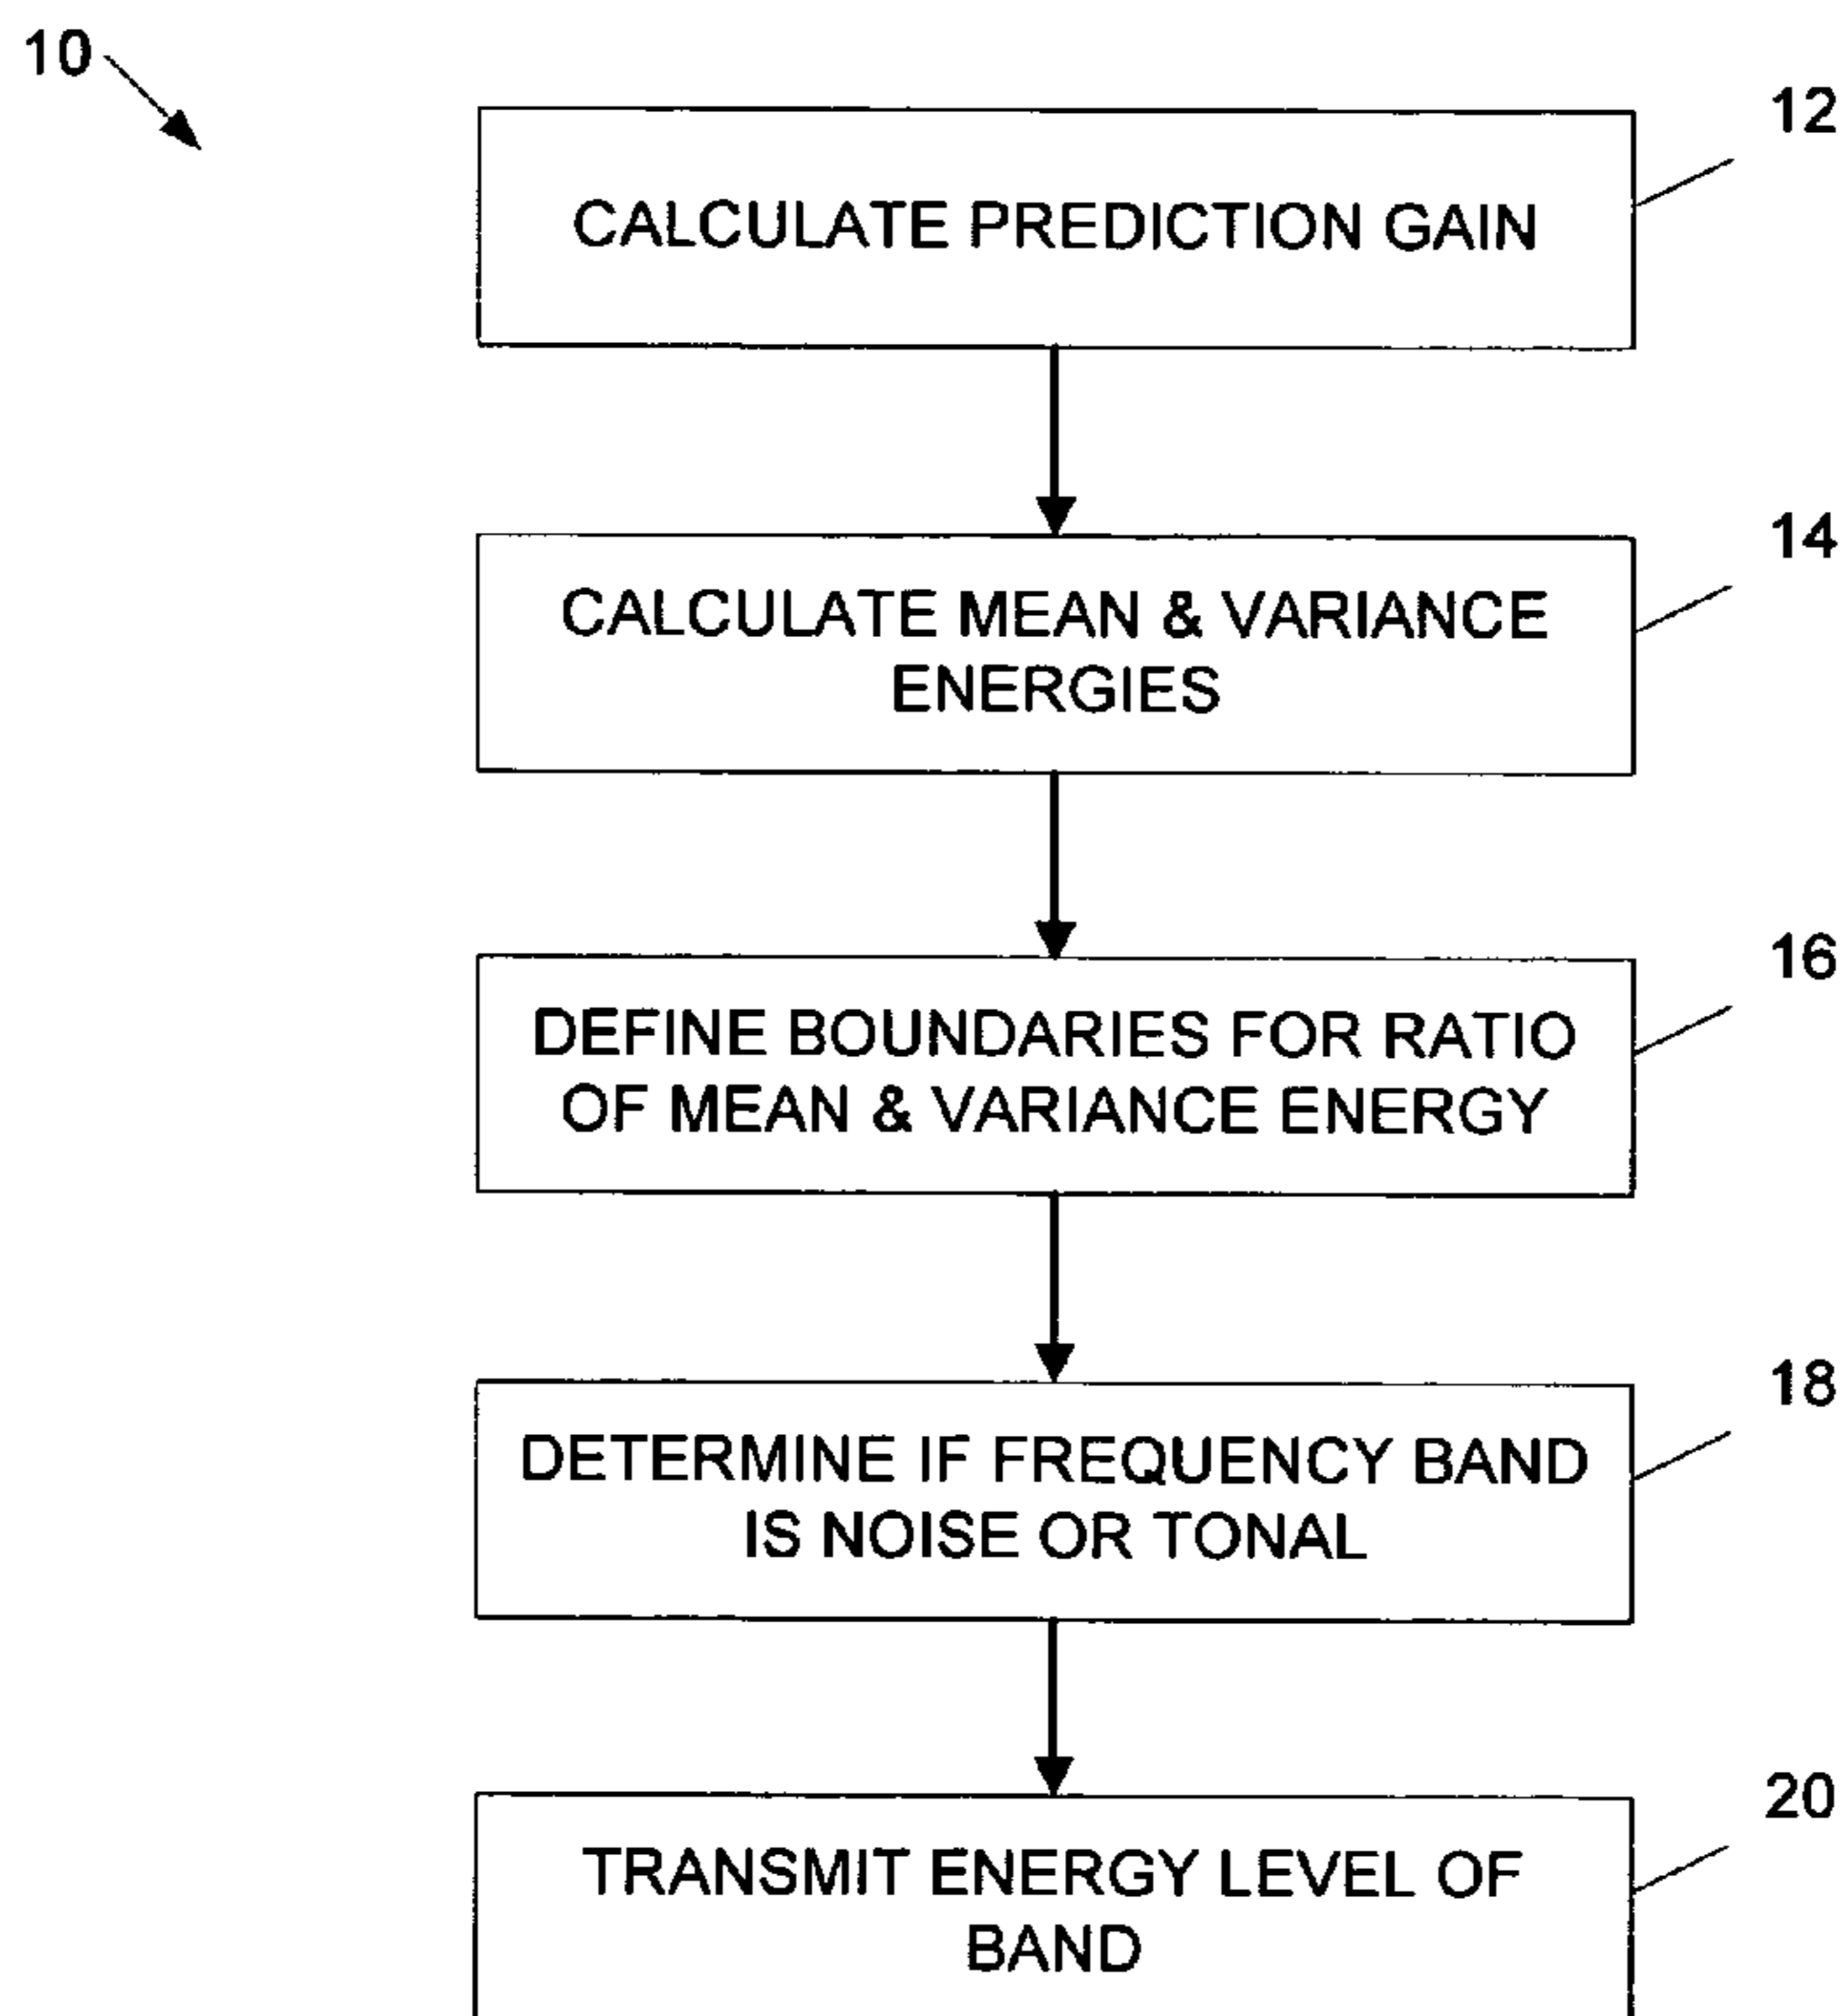 10
12
CALCULATE PREDICTION GAIN
14
CALCULATE MEAN & VARIANCE
ENERGIES
16
DEFINE BOUNDARIES FOR RATIO
OF MEAN & VARIANCE ENERGY
18
DETERMINE IF FREQUENCY BAND
IS NOISE OR TONAL
20
TRANSMIT ENERGY LEVEL OF
BAND